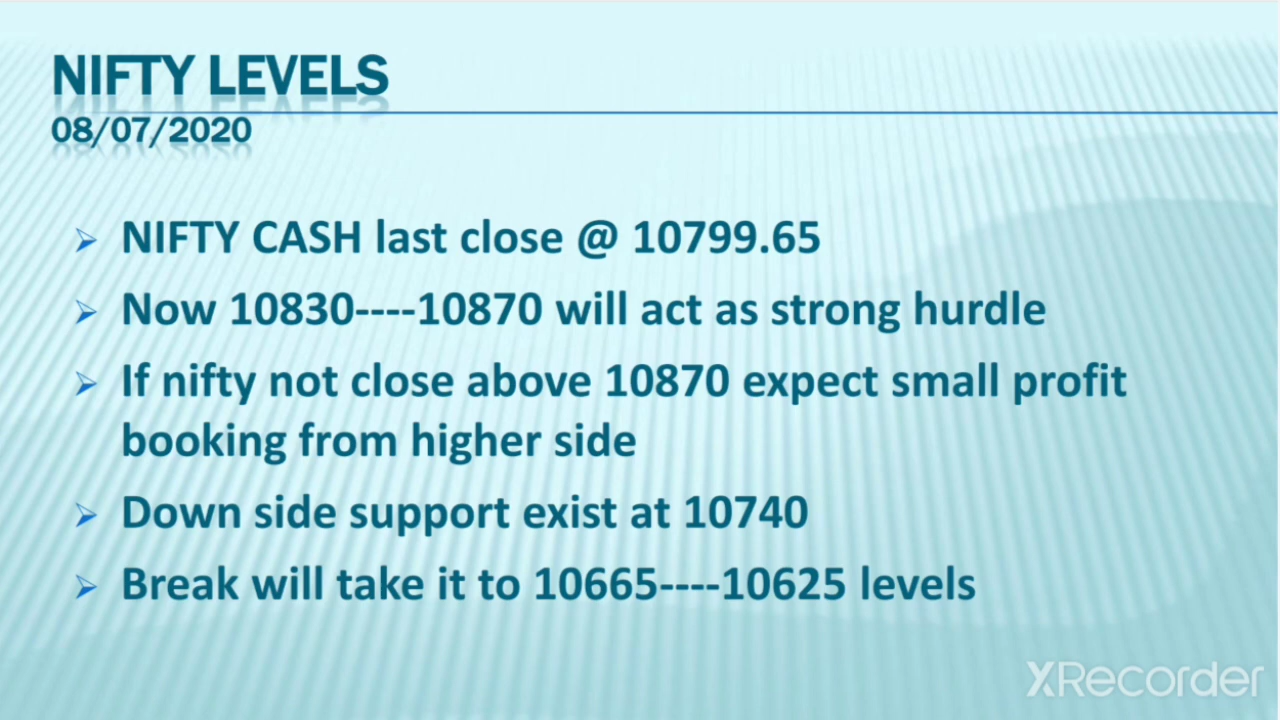 NIFTY LEVELS
08/07/2020
NIFTY CASH last close @ 10799.65
Now 10830----10870 will act as strong hurdle
If nifty not close above 10870 expect small profit
booking from higher side
Down side support exist at 10740
Break will take it to 10665----10625 levels
XRecorder